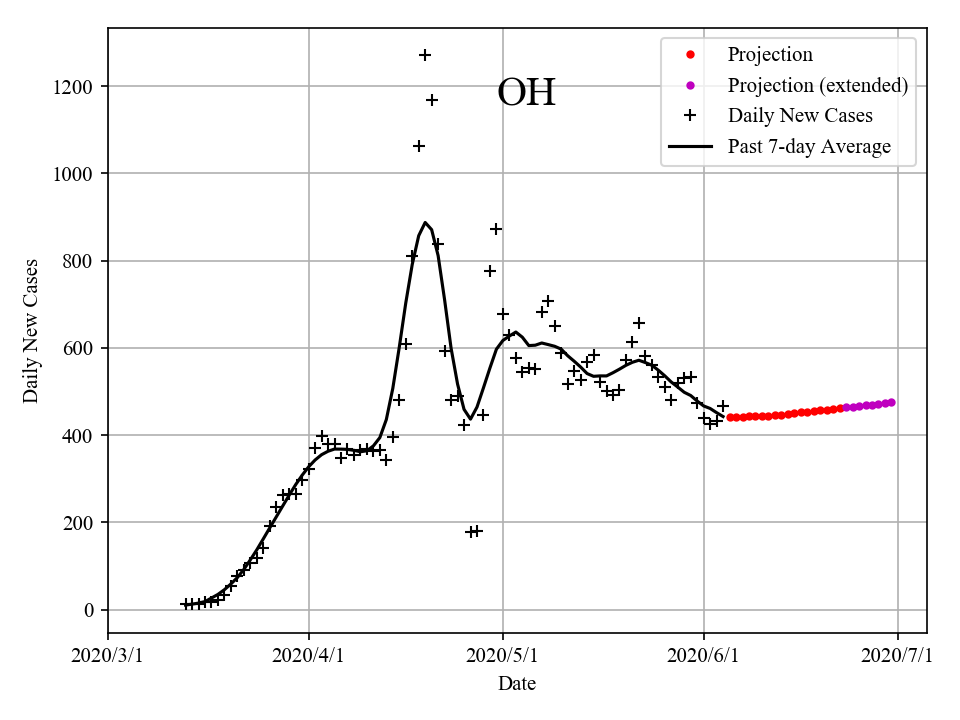 OH
Projection
Projection (extended)
Daily New Cases
Past 7-day Average
Daily New Cases
1200
1000
800
600
400
200
0
2020/3/1 2020/4/1 2020/5/1 2020/6/1 2020/7/1
Date